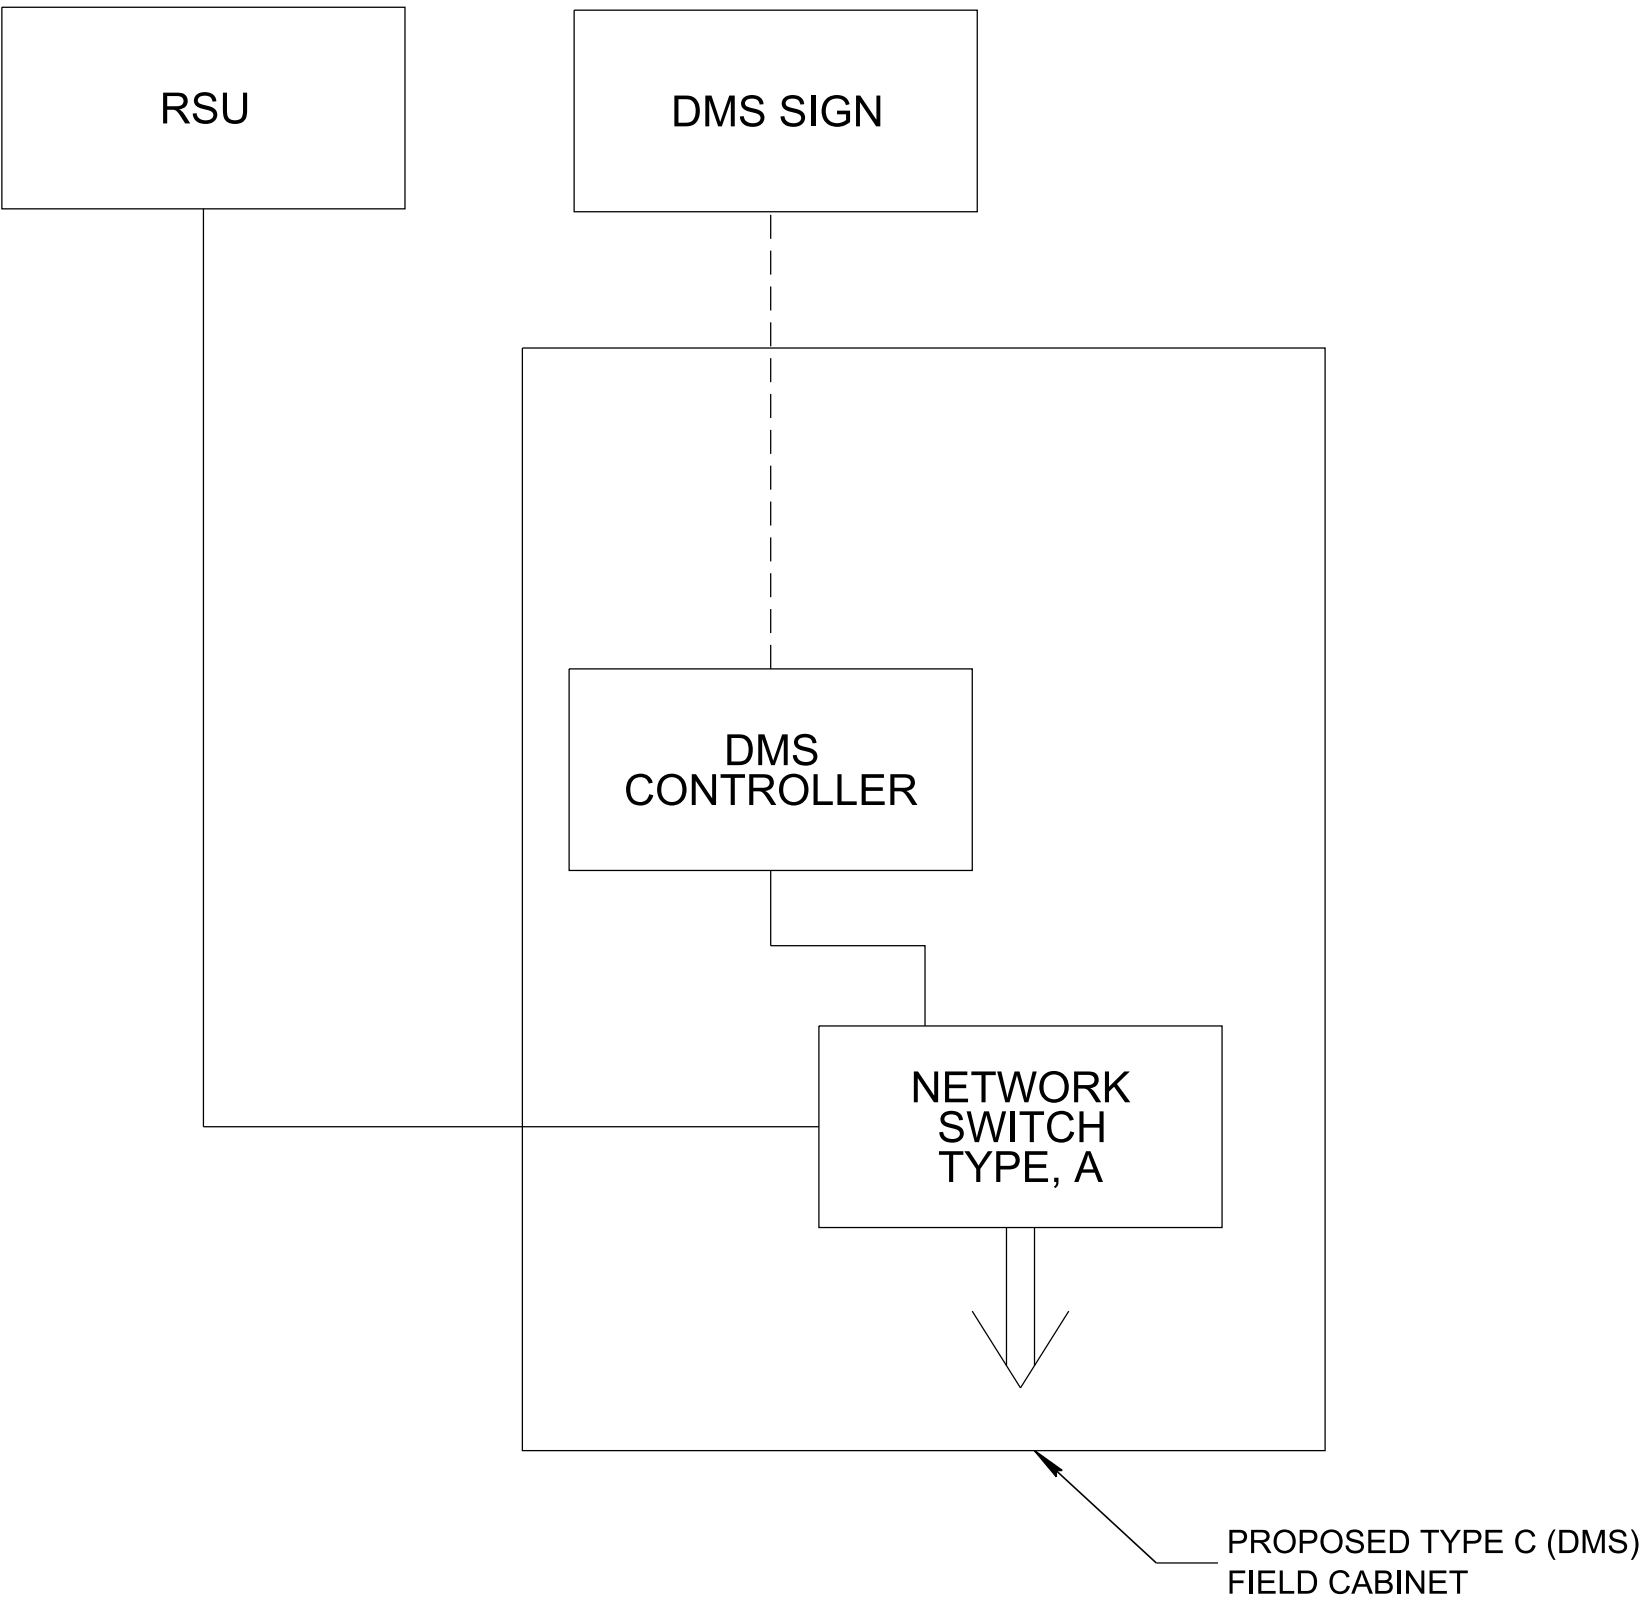 RSU
DMS SIGN
DMS
CONTROLLER
NETWORK
SWITCH
TYPE, A
PROPOSED TYPE C (DMS)
FIELD CABINET